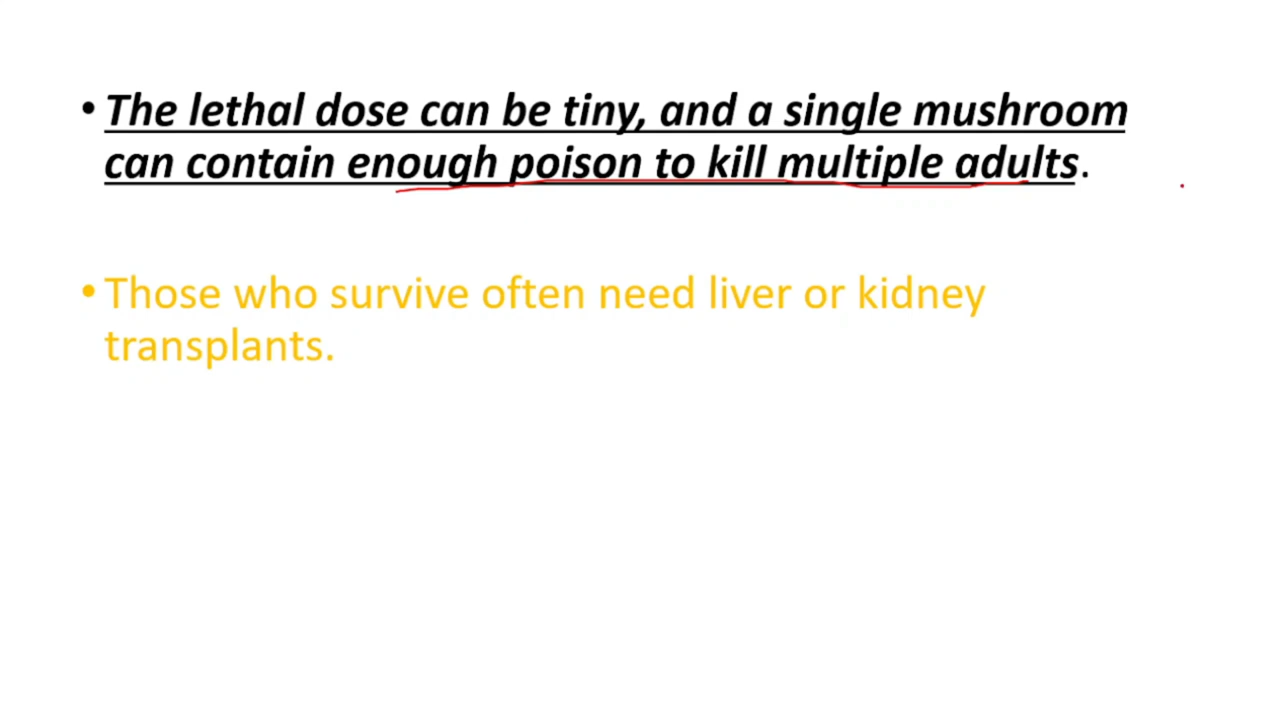 • The lethal dose can be tiny, and a single mushroom
can contain enough poison to kill multiple adults.
• Those who survive often need liver or kidney
transplants.